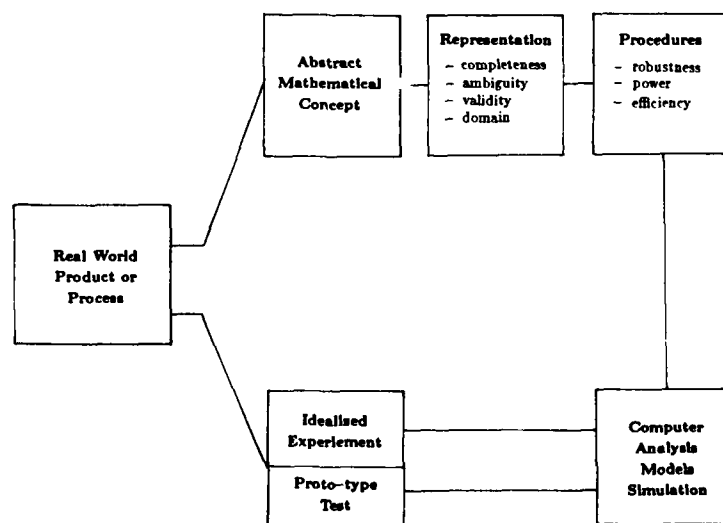 Abstract
Mathematical
Concept
Representation
– completeness
– ambiguity
– validity
– domain
Procedures
– robustness
– power
– efficiency
Real World
Product or
Process
Idealised
Experiement
Proto-type
Test
Computer
Analysis
Models
Simulation